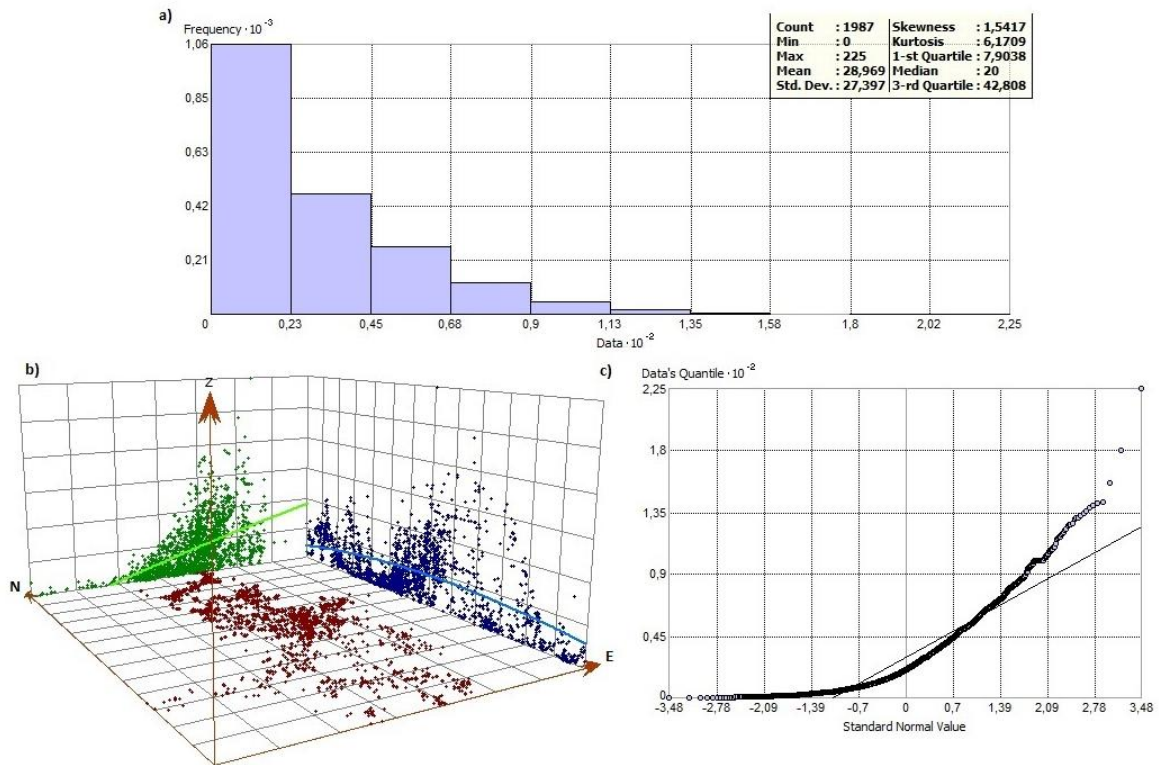 a)
Frequency · 10⁻³
Count : 1987 Skewness : 1,5417
Min : 0 Kurtosis : 6,1709
Max : 225 1-st Quartile : 7,9038
Mean : 28,969 Median : 20
Std. Dev. : 27,397 3-rd Quartile : 42,808
1,06
0,85
0,63
0,42
0,21
0 0,23 0,45 0,68 0,9 1,13 1,35 1,58 1,8 2,02 2,25
Data · 10⁻²
b)
Z
N
E
c)
Data's Quantile · 10⁻²
2,25
1,8
1,35
0,9
0,45
0
-3,48 -2,78 -2,09 -1,39 -0,7 0 0,7 1,39 2,09 2,78 3,48
Standard Normal Value